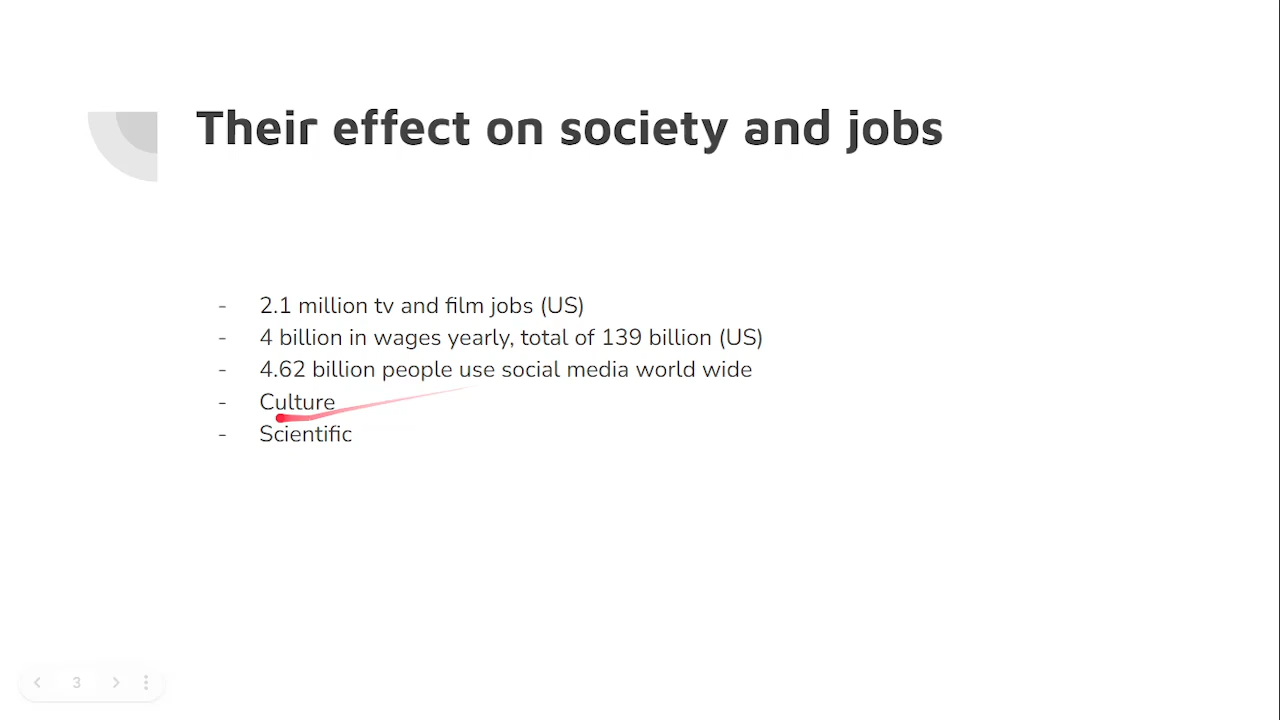 Their effect on society and jobs
- 2.1 million tv and film jobs (US)
- 4 billion in wages yearly, total of 139 billion (US)
- 4.62 billion people use social media world wide
- Culture
- Scientific
3